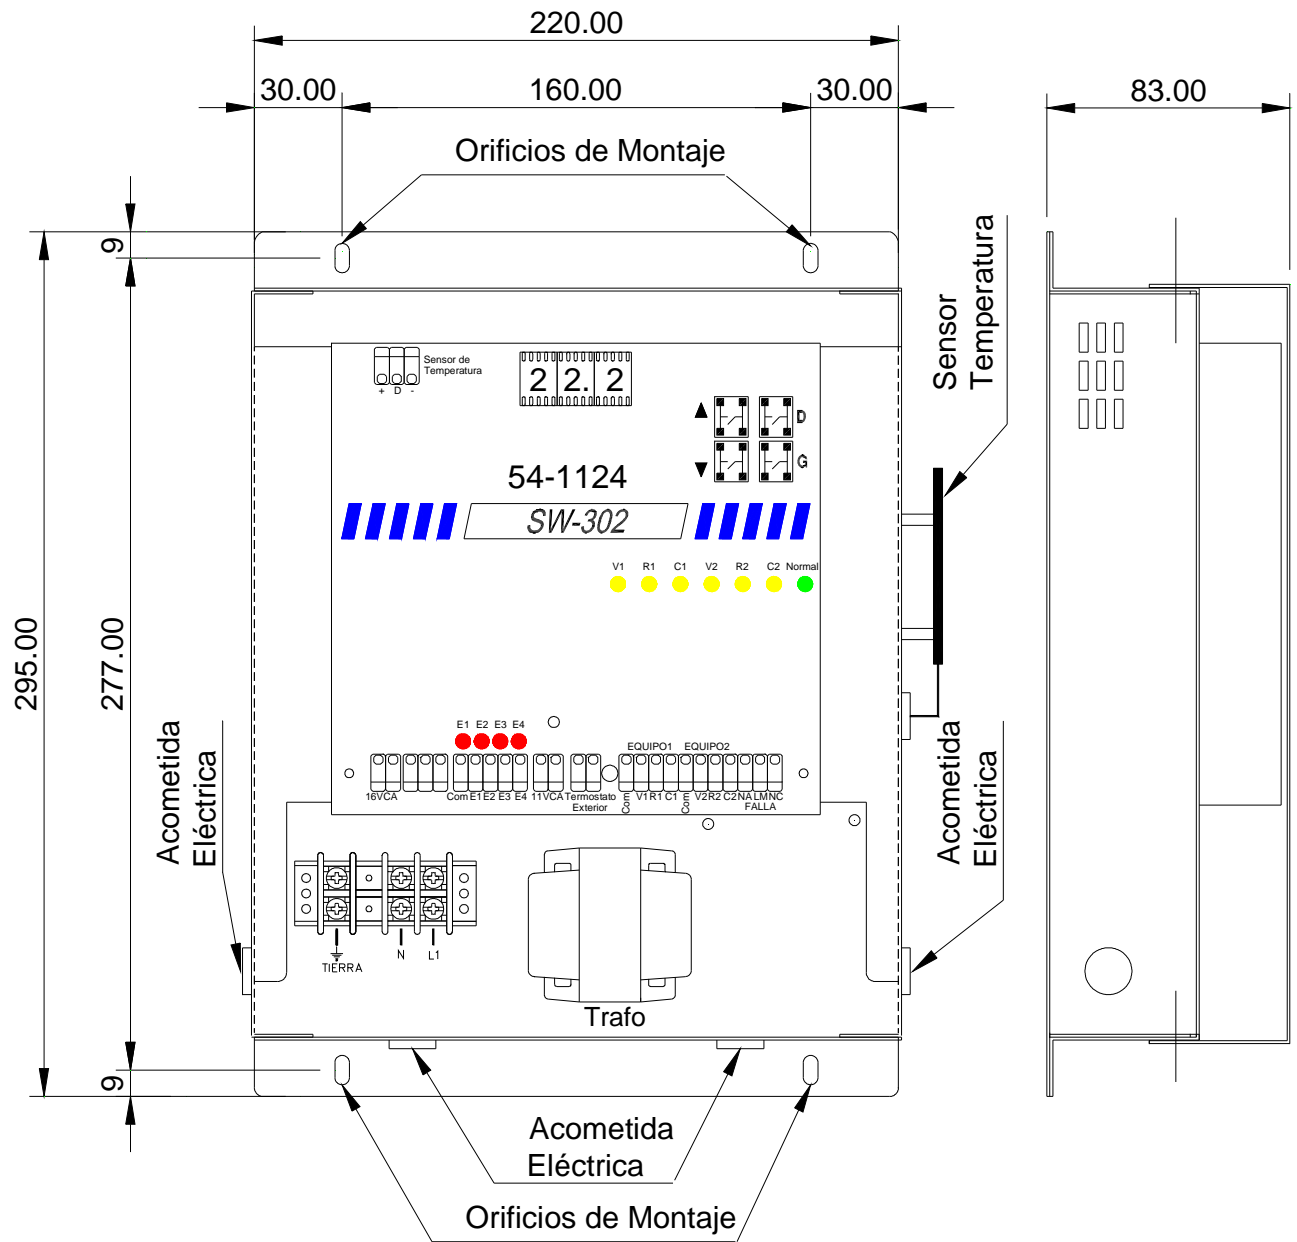 220.00
30.00 160.00 30.00
83.00
Orificios de Montaje
9
Sensor
Temperatura
Sensor de
Temperatura
+ D -
2 2. 2
D
G
54-1124
SW-302
V1 R1 C1 V2 R2 C2 Normal
295.00
277.00
Acometida
Eléctrica
E1 E2 E3 E4
EQUIPO1 EQUIPO2
16VCA Com E1 E2 E3 E4 11VCA Termostato Com V1 R1 C1 Com V2 R2 C2 NA LM NC
Exterior FALLA
Acometida
Eléctrica
TIERRA N L1
Trafo
9
Acometida
Eléctrica
Orificios de Montaje